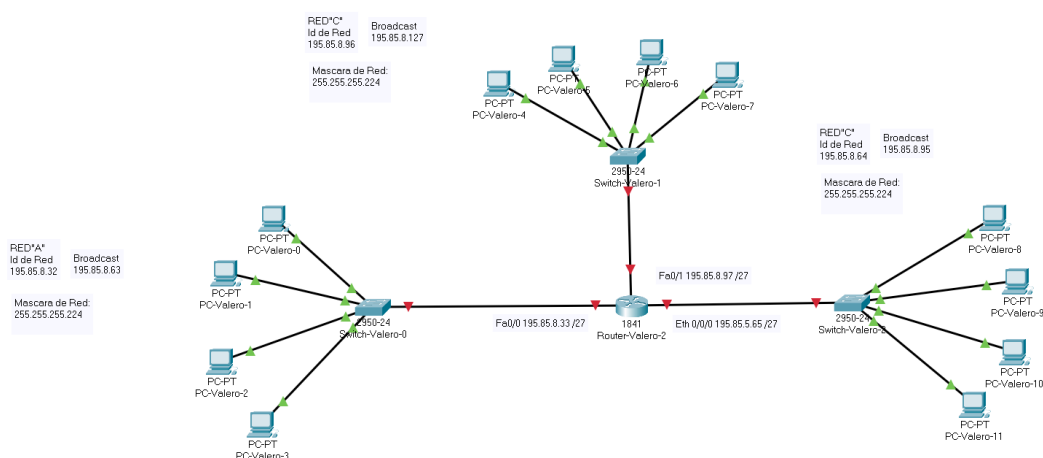 RED"C"
Id de Red
195.85.8.96
Broadcast
195.85.8.127
Mascara de Red:
255.255.255.224
PC-PT
PC-Valero-4
PC-PT
PC-Valero-5
PC-PT
PC-Valero-6
PC-PT
PC-Valero-7
2950-24
Switch-Valero-1
RED"C"
Id de Red
195.85.8.64
Broadcast
195.85.8.95
Mascara de Red:
255.255.255.224
RED"A"
Id de Red
195.85.8.32
Broadcast
195.85.8.63
Mascara de Red:
255.255.255.224
PC-PT
PC-Valero-0
PC-PT
PC-Valero-1
PC-PT
PC-Valero-2
PC-PT
PC-Valero-3
2950-24
Switch-Valero-0
Fa0/0 195.85.8.33 /27
Fa0/1 195.85.8.97 /27
1841
Router-Valero-2
Eth 0/0/0 195.85.5.65 /27
2950-24
Switch-Valero-2
PC-PT
PC-Valero-8
PC-PT
PC-Valero-9
PC-PT
PC-Valero-10
PC-PT
PC-Valero-11